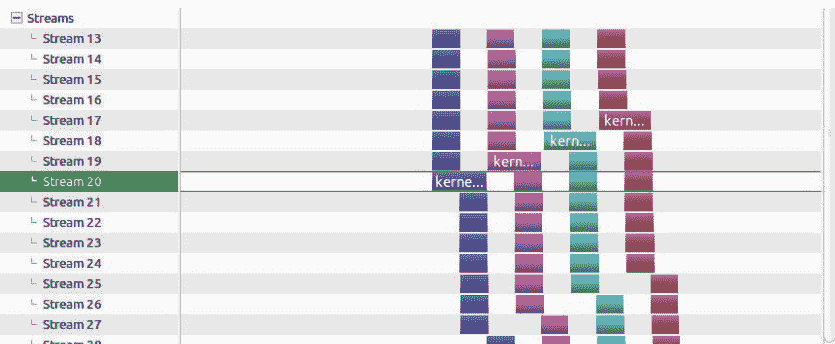 Streams
Stream 13
Stream 14
Stream 15
Stream 16
Stream 17 kern...
Stream 18 kern...
Stream 19 kern...
Stream 20 kerne...
Stream 21
Stream 22
Stream 23
Stream 24
Stream 25
Stream 26
Stream 27